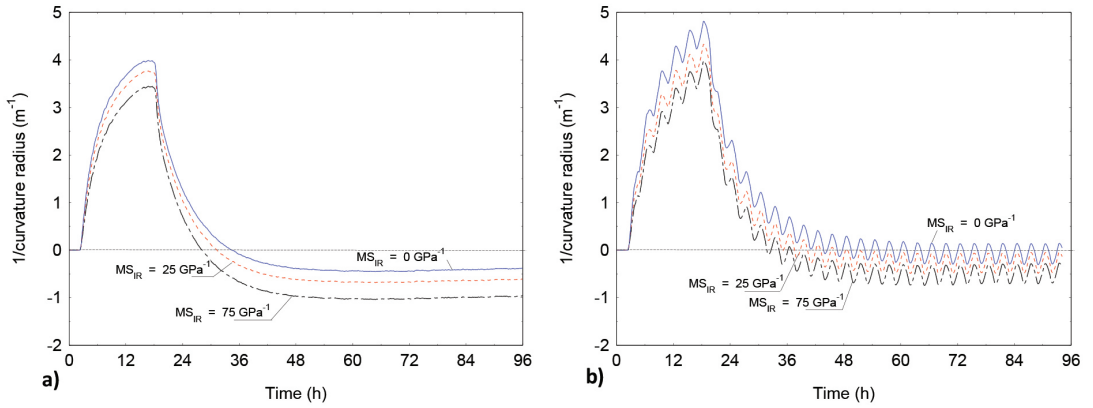 5
4
3
2
1
0
-1
-2
1/curvature radius (m⁻¹)
MS_IR = 0 GPa⁻¹
MS_IR = 25 GPa⁻¹
MS_IR = 75 GPa⁻¹
0 12 24 36 48 60 72 84 96
a)
Time (h)
5
4
3
2
1
0
-1
-2
1/curvature radius (m⁻¹)
MS_IR = 0 GPa⁻¹
MS_IR = 25 GPa⁻¹
MS_IR = 75 GPa⁻¹
0 12 24 36 48 60 72 84 96
b)
Time (h)